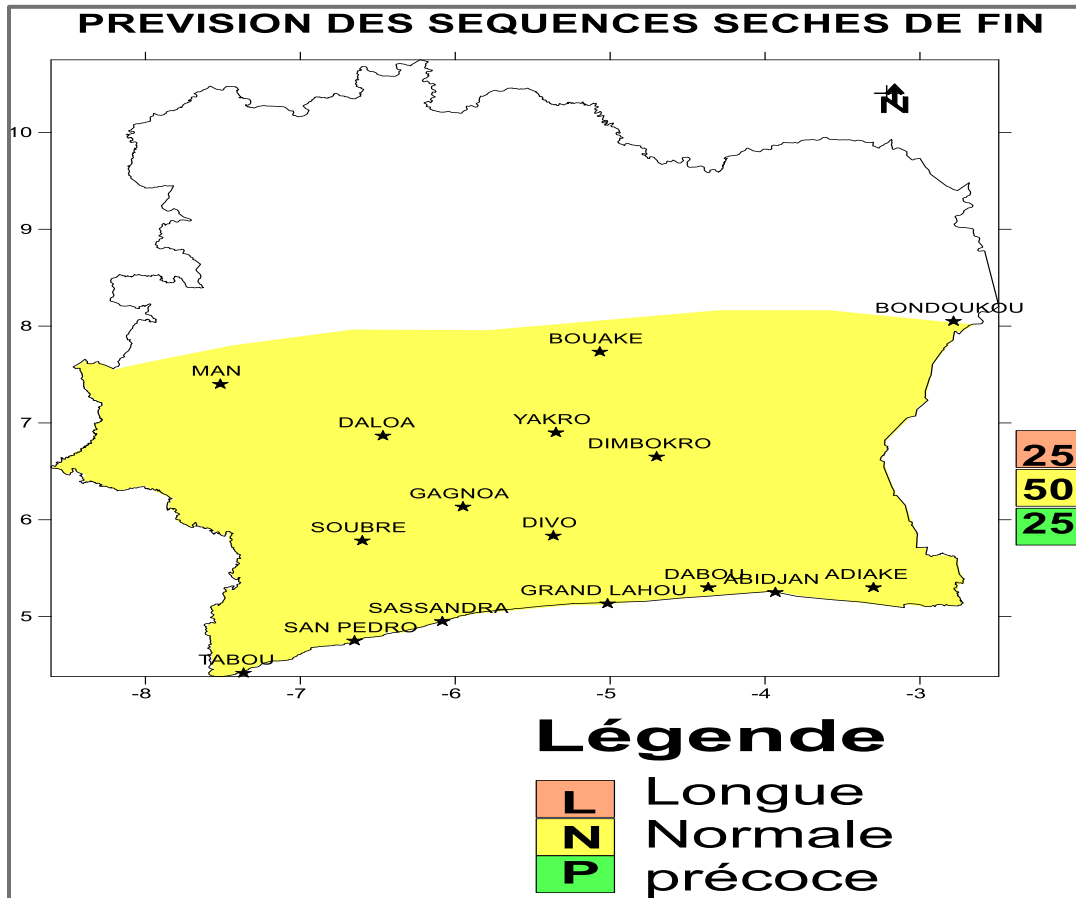 PREVISION DES SEQUENCES SECHES DE FIN
N
10
9
8
7
6
5
BONDOUKOU
BOUAKE
MAN
DALOA
YAKRO
DIMBOKRO
GAGNOA
SOUBRE
DIVO
DABOU
ABIDJAN
ADIAKE
GRAND LAHOU
SASSANDRA
SAN PEDRO
TABOU
25
50
25
-8 -7 -6 -5 -4 -3
Légende
L Longue
N Normale
P précoce